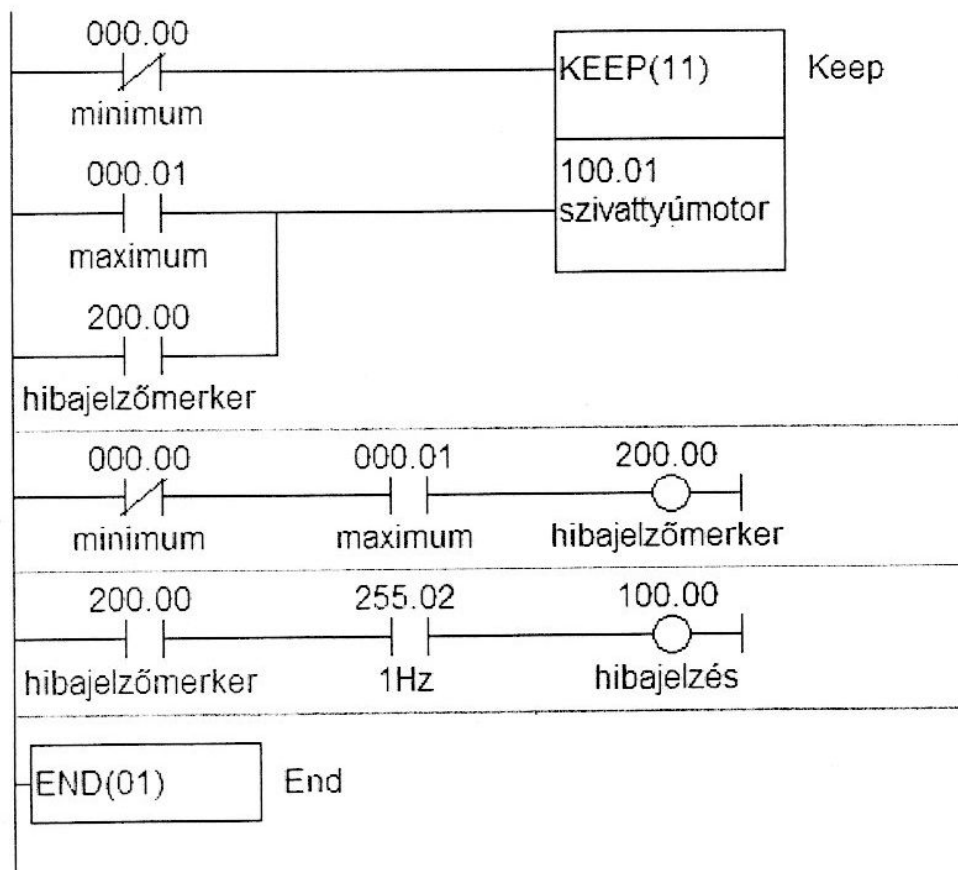 000.00
KEEP(11) Keep
minimum
000.01
100.01
szivattyúmotor
maximum
200.00
hibajelzőmerker
000.00 000.01 200.00
minimum maximum hibajelzőmerker
200.00 255.02 100.00
hibajelzőmerker 1Hz hibajelzés
END(01) End